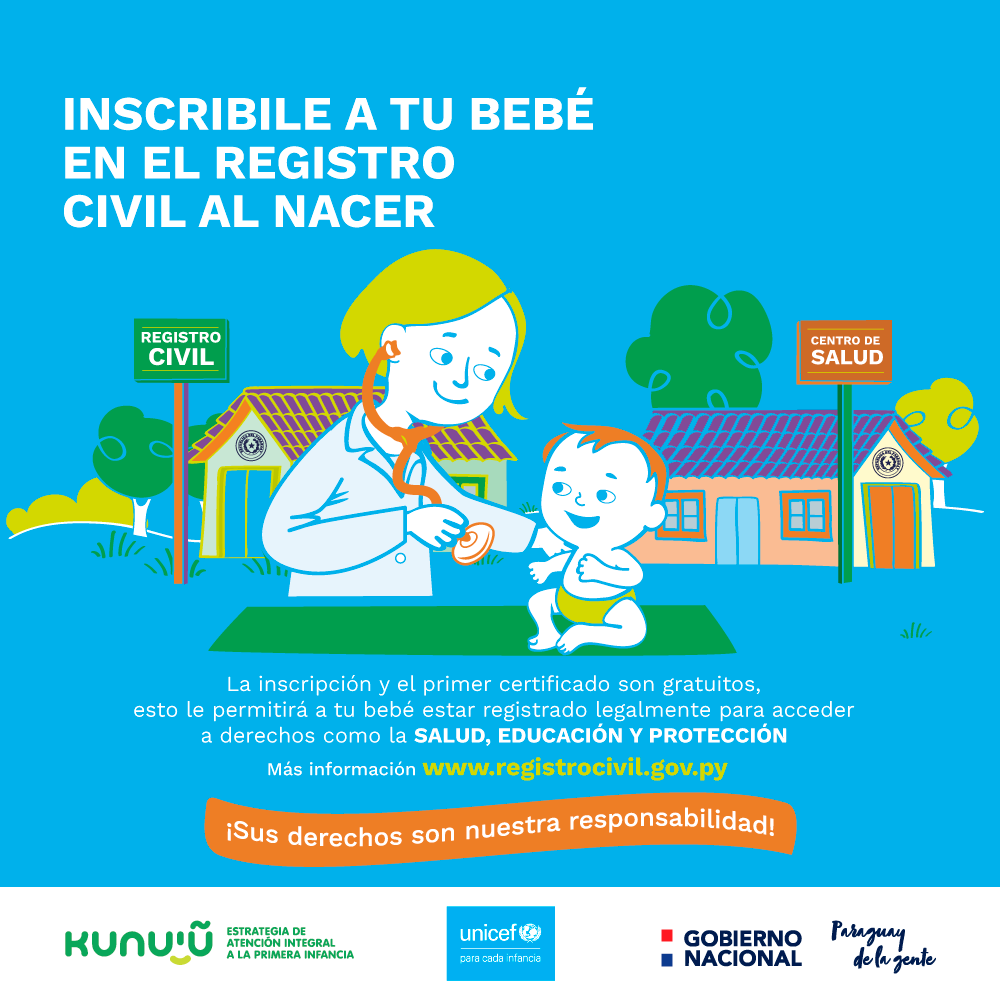 INSCRIBILE A TU BEBÉ
EN EL REGISTRO
CIVIL AL NACER
REGISTRO
CIVIL
CENTRO DE
SALUD
La inscripción y el primer certificado son gratuitos,
esto le permitirá a tu bebé estar registrado legalmente para acceder
a derechos como la SALUD, EDUCACIÓN Y PROTECCIÓN
Más información www.registrocivil.gov.py
¡Sus derechos son nuestra responsabilidad!
KUNU'Ũ
ESTRATEGIA DE
ATENCIÓN INTEGRAL
A LA PRIMERA INFANCIA
unicef
para cada infancia
GOBIERNO
NACIONAL
Paraguay
de la gente